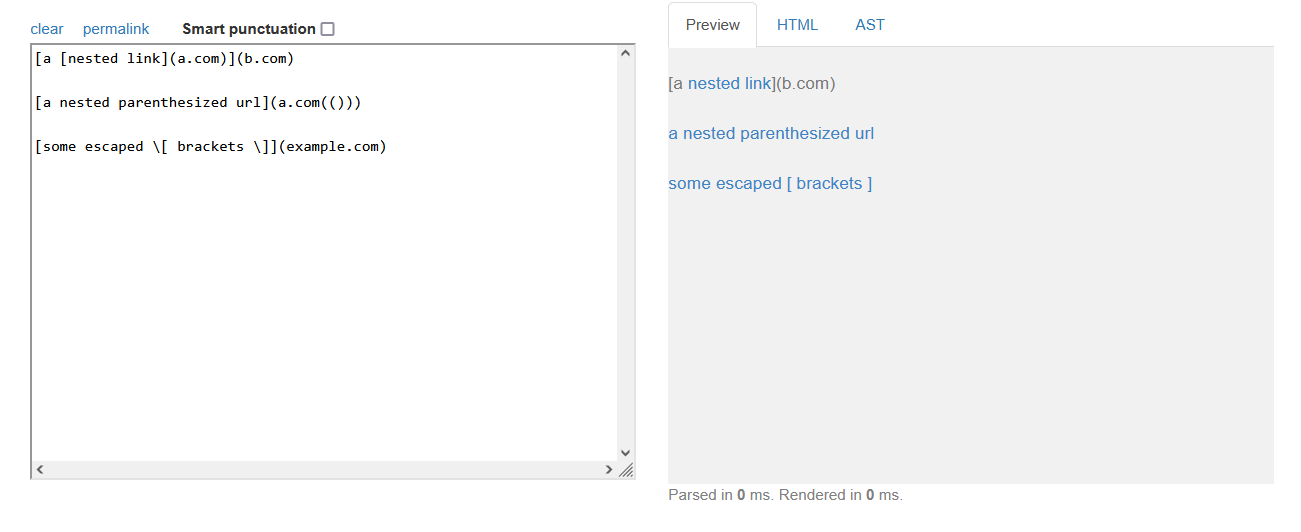 clear permalink Smart punctuation
[a [nested link](a.com)](b.com)
[a nested parenthesized url](a.com(()))
[some escaped \[ brackets \]](example.com)
Preview HTML AST
[a nested link](b.com)
a nested parenthesized url
some escaped [ brackets ]
Parsed in 0 ms. Rendered in 0 ms.